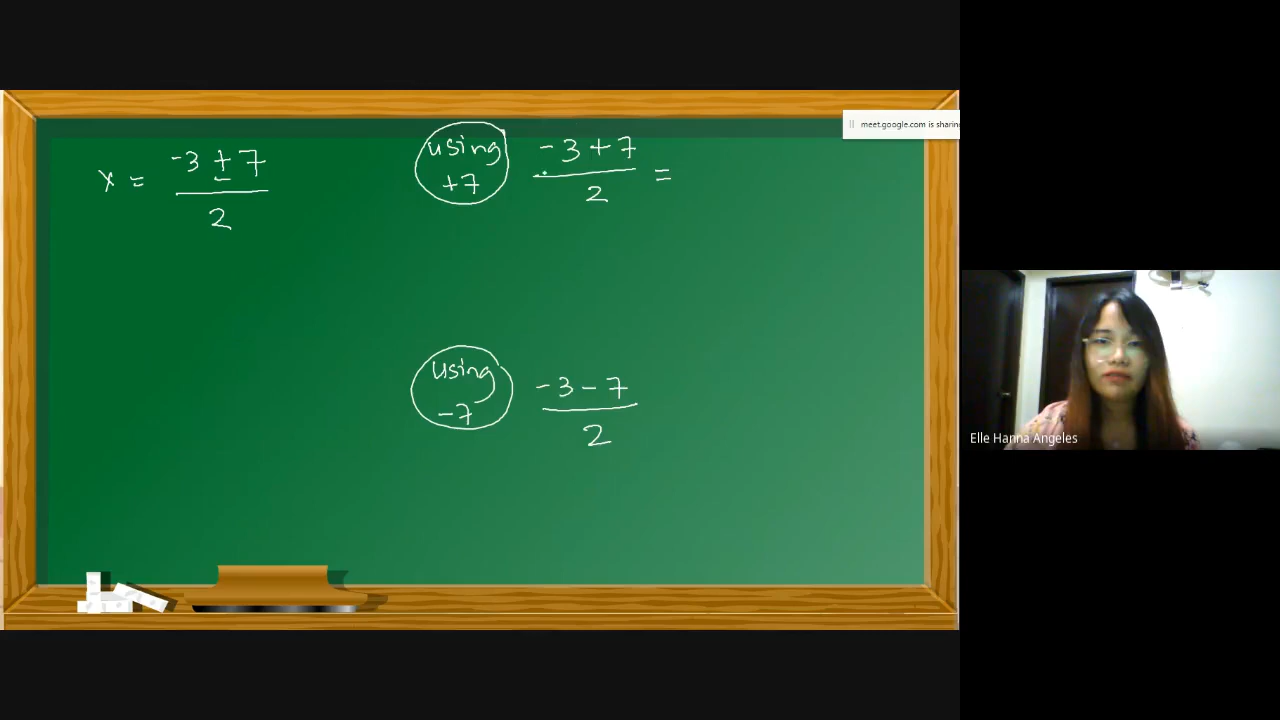 x = -3 ± 7
2
using
+7
-3 + 7
2
=
using
-7
-3 - 7
2
meet.google.com is sharin
Elle Hanna Angeles